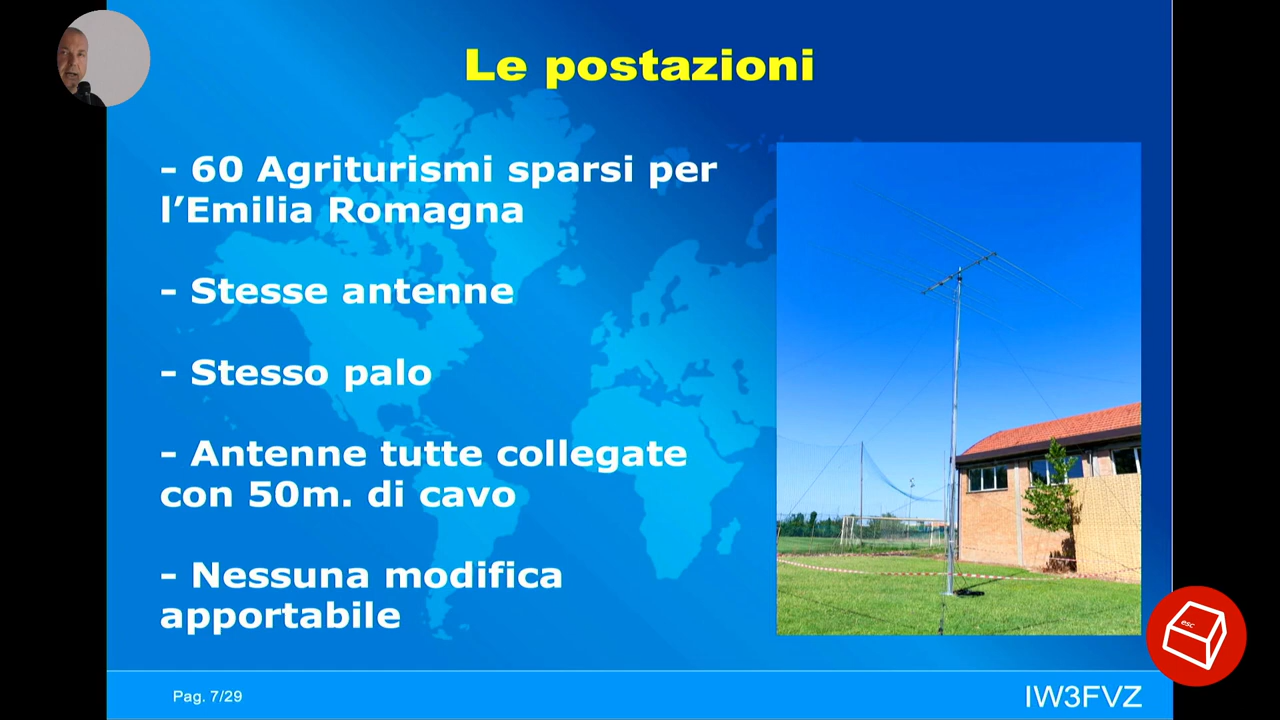 Le postazioni
- 60 Agriturismi sparsi per
l’Emilia Romagna
- Stesse antenne
- Stesso palo
- Antenne tutte collegate
con 50m. di cavo
- Nessuna modifica
apportabile
Pag. 7/29
IW3FVZ
esc